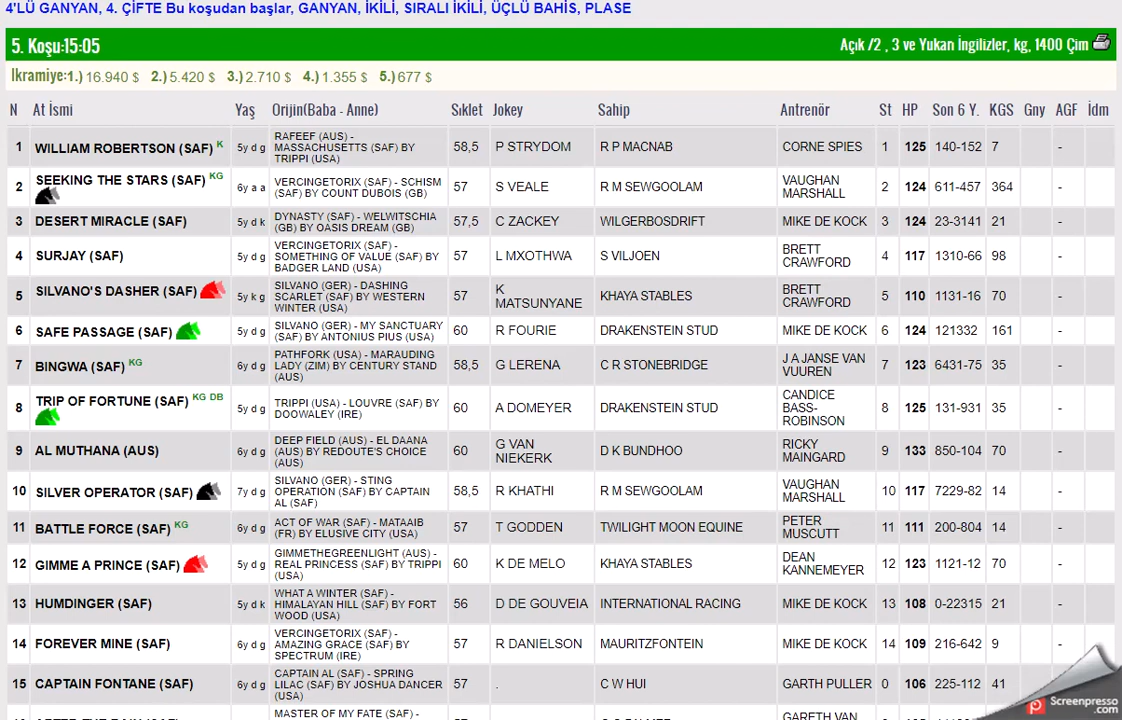 4'LÜ GANYAN, 4. ÇİFTE Bu koşudan başlar, GANYAN, İKİLİ, SIRALI İKİLİ, ÜÇLÜ BAHİS, PLASE
5. Koşu:15:05 Açık /2 , 3 ve Yukarı İngilizler, kg, 1400 Çim
İkramiye:1.) 16.940 $ 2.) 5.420 $ 3.) 2.710 $ 4.) 1.355 $ 5.) 677 $
N At İsmi Yaş Orijin(Baba - Anne) Sıklet Jokey Sahip Antrenör St HP Son 6 Y. KGS Gny AGF İdm
1 WILLIAM ROBERTSON (SAF) K 5y d g RAFEEF (AUS) - MASSACHUSETTS (SAF) BY TRIPPI (USA) 58,5 P STRYDOM R P MACNAB CORNE SPIES 1 125 140-152 7 -
2 SEEKING THE STARS (SAF) KG 6y a a VERCINGETORIX (SAF) - SCHISM (SAF) BY COUNT DUBOIS (GB) 57 S VEALE R M SEWGOOLAM VAUGHAN MARSHALL 2 124 611-457 364 -
3 DESERT MIRACLE (SAF) 5y d k DYNASTY (SAF) - WELWITSCHIA (GB) BY OASIS DREAM (GB) 57,5 C ZACKEY WILGERBOSDRIFT MIKE DE KOCK 3 124 23-3141 21 -
4 SURJAY (SAF) 5y d g VERCINGETORIX (SAF) - SOMETHING OF VALUE (SAF) BY BADGER LAND (USA) 57 L MXOTHWA S VILJOEN BRETT CRAWFORD 4 117 1310-66 98 -
5 SILVANO'S DASHER (SAF) 5y k g SILVANO (GER) - DASHING SCARLET (SAF) BY WESTERN WINTER (USA) 57 K MATSUNYANE KHAYA STABLES BRETT CRAWFORD 5 110 1131-16 70 -
6 SAFE PASSAGE (SAF) 5y d g SILVANO (GER) - MY SANCTUARY (SAF) BY ANTONIUS PIUS (USA) 60 R FOURIE DRAKENSTEIN STUD MIKE DE KOCK 6 124 121332 161 -
7 BINGWA (SAF) KG 6y d g PATHFORK (USA) - MARAUDING LADY (ZIM) BY CENTURY STAND (AUS) 58,5 G LERENA C R STONEBRIDGE J A JANSE VAN VUUREN 7 123 6431-75 35 -
8 TRIP OF FORTUNE (SAF) KG DB 5y d g TRIPPI (USA) - LOUVRE (SAF) BY DOOWALEY (IRE) 60 A DOMEYER DRAKENSTEIN STUD CANDICE BASS-ROBINSON 8 125 131-931 35 -
9 AL MUTHANA (AUS) 6y d g DEEP FIELD (AUS) - EL DAANA (AUS) BY REDOUTE'S CHOICE (AUS) 60 G VAN NIEKERK D K BUNDHOO RICKY MAINGARD 9 133 850-104 70 -
10 SILVER OPERATOR (SAF) 7y d g SILVANO (GER) - STING OPERATION (SAF) BY CAPTAIN AL (SAF) 58,5 R KHATHI R M SEWGOOLAM VAUGHAN MARSHALL 10 117 7229-82 14 -
11 BATTLE FORCE (SAF) KG 6y d g ACT OF WAR (SAF) - MATAAIB (FR) BY ELUSIVE CITY (USA) 57 T GODDEN TWILIGHT MOON EQUINE PETER MUSCUTT 11 111 200-804 14 -
12 GIMME A PRINCE (SAF) 5y d g GIMMETHEGREENLIGHT (AUS) - REAL PRINCESS (SAF) BY TRIPPI (USA) 60 K DE MELO KHAYA STABLES DEAN KANNEMEYER 12 123 1121-12 70 -
13 HUMDINGER (SAF) 5y d k WHAT A WINTER (SAF) - HIMALAYAN HILL (SAF) BY FORT WOOD (USA) 56 D DE GOUVEIA INTERNATIONAL RACING MIKE DE KOCK 13 108 0-22315 21 -
14 FOREVER MINE (SAF) 6y d g VERCINGETORIX (SAF) - AMAZING GRACE (SAF) BY SPECTRUM (IRE) 57 R DANIELSON MAURITZFONTEIN MIKE DE KOCK 14 109 216-642 9 -
15 CAPTAIN FONTANE (SAF) 6y d g CAPTAIN AL (SAF) - SPRING LILAC (SAF) BY JOSHUA DANCER (USA) 57 . C W HUI GARTH PULLER 0 106 225-112 41 -
MASTER OF MY FATE (SAF) - GARETH VAN
Screenpresso .com